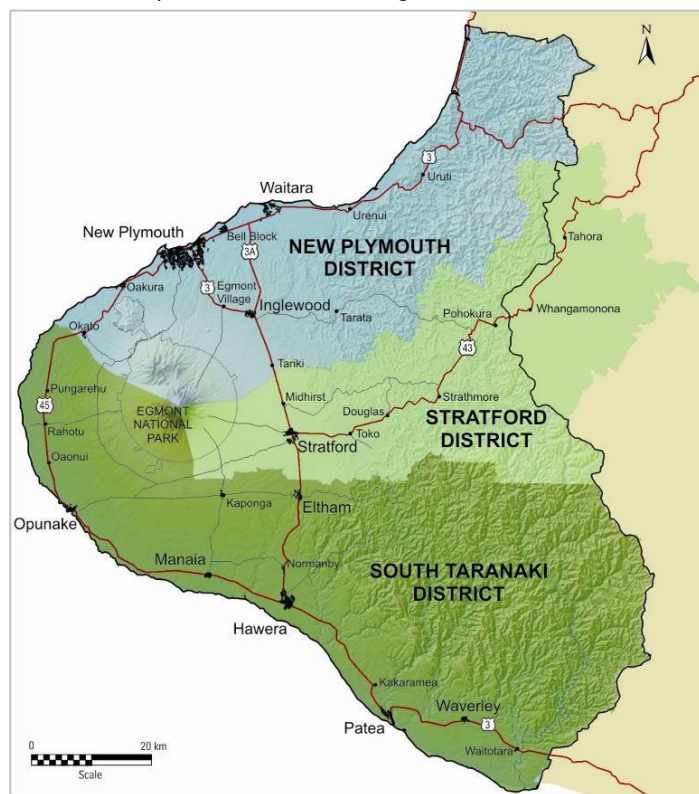 N
3
Uruti
Waitara
Urenui
New Plymouth
Bell Block
3A
NEW PLYMOUTH
DISTRICT
Tahora
Oakura
3
Egmont
Village
Inglewood
Tarata
Pohokura
Whangamonona
Okato
43
Tariki
Pungarehu
45
Midhirst
Strathmore
EGMONT
NATIONAL
PARK
Douglas
STRATFORD
DISTRICT
Rahotu
Toko
Stratford
Oaonui
Kaponga
Eltham
Opunake
Manaia
Normanby
SOUTH TARANAKI
DISTRICT
Hawera
Kakaramea
Waverley
Patea
3
Waitotara
0
20 km
Scale